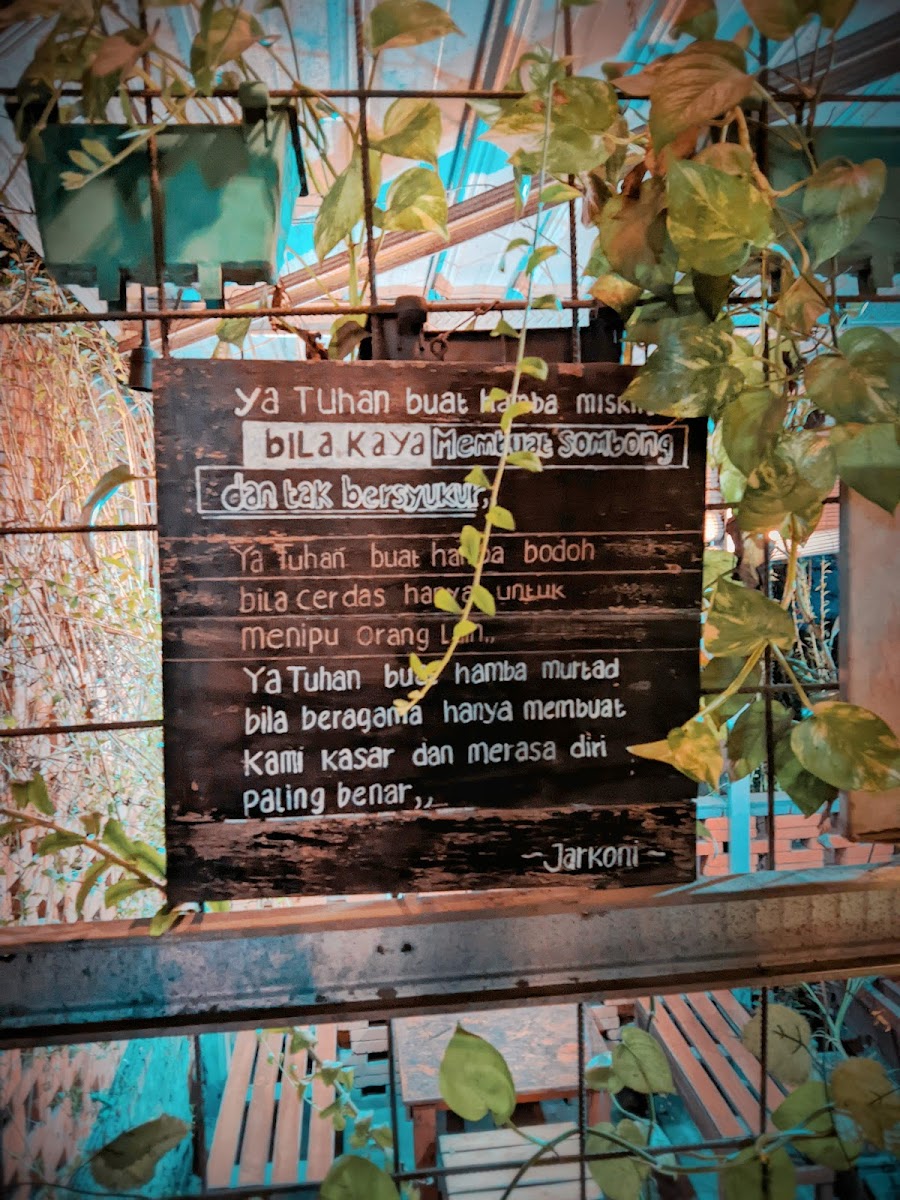 Ya Tuhan buat hamba miskin
bila kaya Membuat Sombong
dan tak bersyukur,
Ya Tuhan buat hamba bodoh
bila cerdas hanya untuk
menipu orang lain,,
Ya Tuhan buat hamba murtad
bila beragama hanya membuat
kami kasar dan merasa diri
paling benar,,
~Jarkoni~